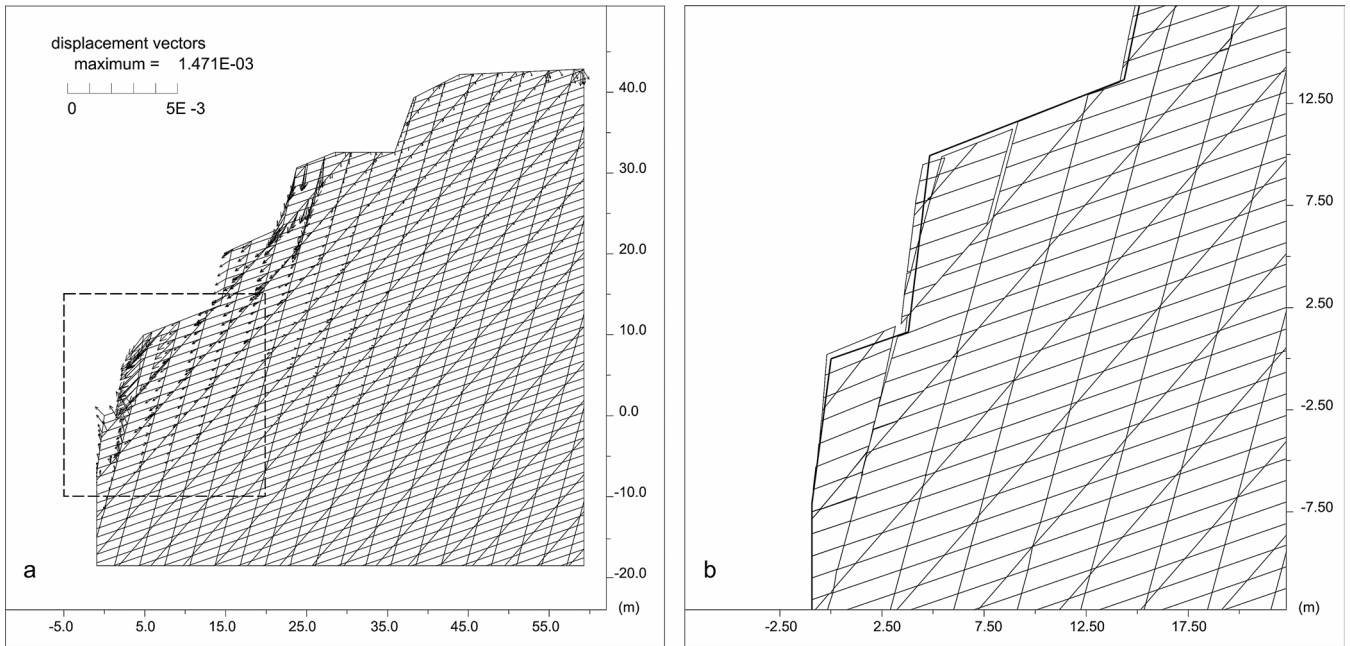 displacement vectors
maximum = 1.471E-03
0 5E -3
40.0
30.0
20.0
10.0
0.0
-10.0
-20.0
(m)
-5.0 5.0 15.0 25.0 35.0 45.0 55.0
a
12.50
7.50
2.50
-2.50
-7.50
(m)
-2.50 2.50 7.50 12.50 17.50
b